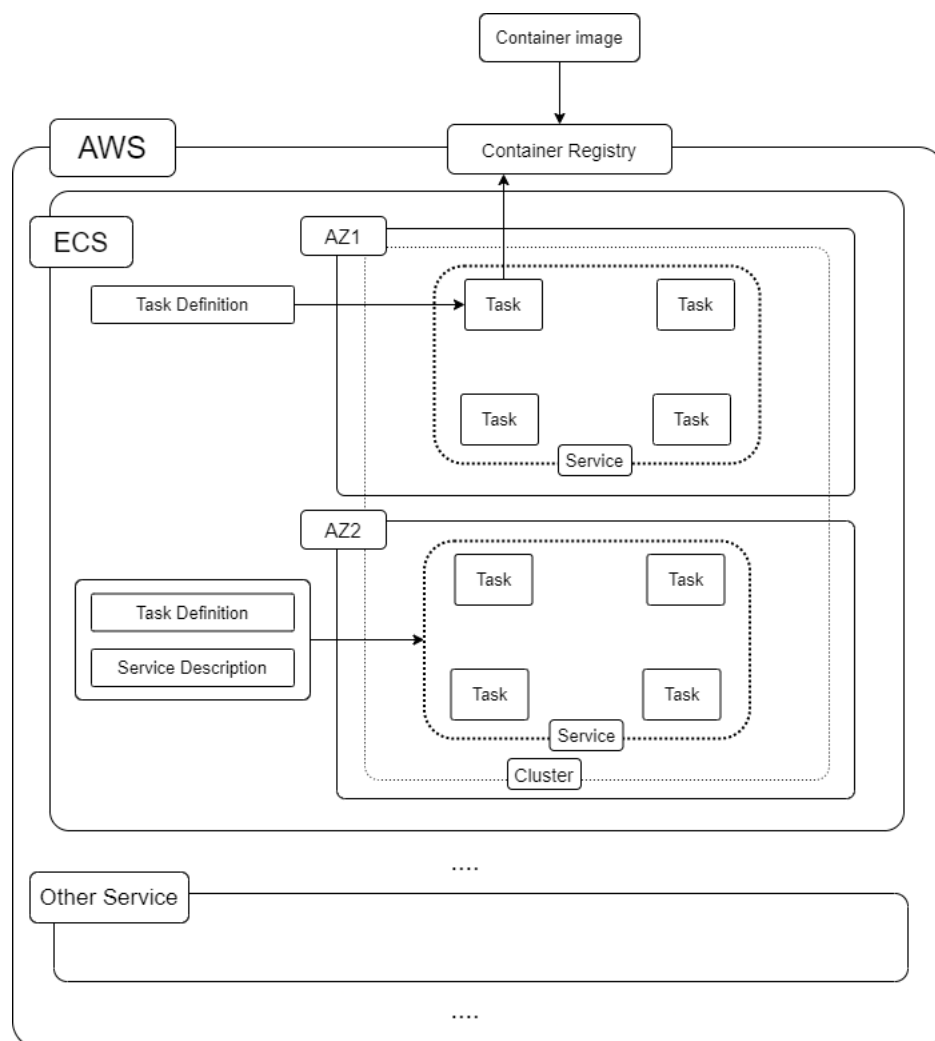 Container image
AWS
Container Registry
ECS
AZ1
Task Definition
Task
Task
Task
Task
Service
AZ2
Task
Task
Task Definition
Service Description
Task
Task
Service
Cluster
....
Other Service
....